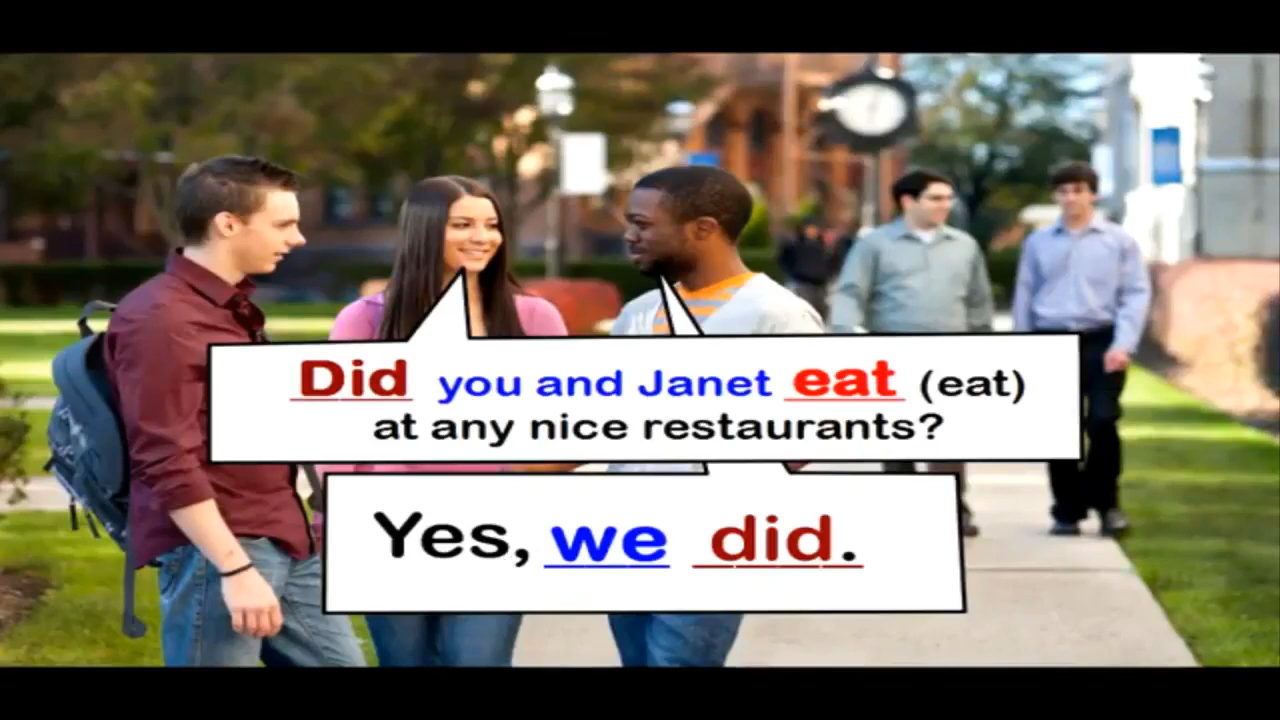 Did you and Janet eat (eat)
at any nice restaurants?
Yes, we did.